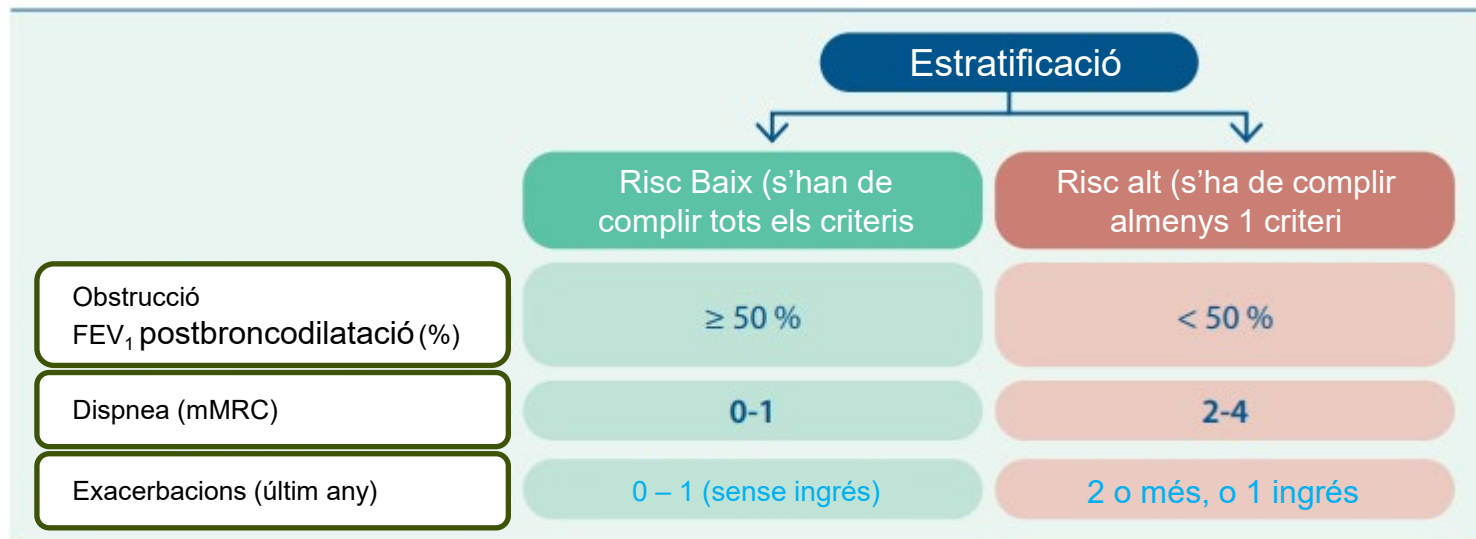 Estratificació
Risc Baix (s’han de
complir tots els criteris
Risc alt (s’ha de complir
almenys 1 criteri
Obstrucció
FEV₁ postbroncodilatació (%)
≥ 50 %
< 50 %
Dispnea (mMRC)
0-1
2-4
Exacerbacions (últim any)
0 – 1 (sense ingrés)
2 o més, o 1 ingrés